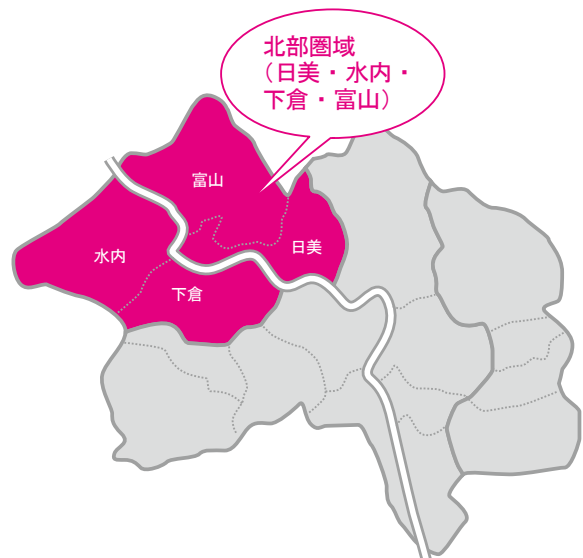 北部圏域
（日美・水内・
下倉・富山）
富山
水内
日美
下倉